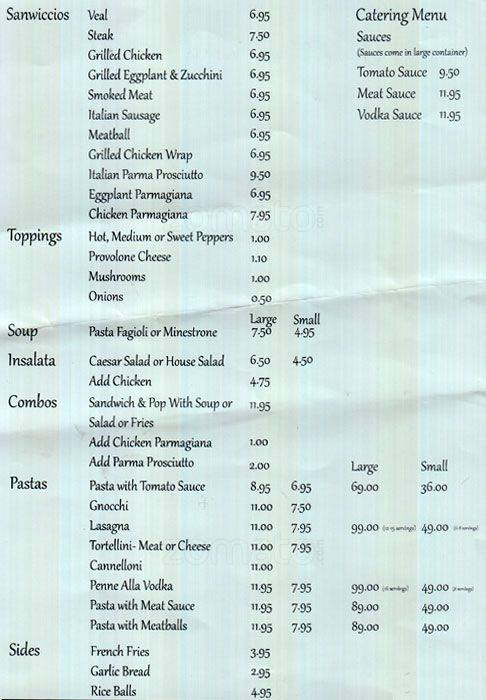 Sanwiccios Veal 6.95 Catering Menu
Steak 7.50 Sauces
Grilled Chicken 6.95 (Sauces come in large container)
Grilled Eggplant & Zucchini 6.95 Tomato Sauce 9.50
Smoked Meat 6.95 Meat Sauce 11.95
Italian Sausage 6.95 Vodka Sauce 11.95
Meatball 6.95
Grilled Chicken Wrap 6.95
Italian Parma Prosciutto 9.50
Eggplant Parmagiana 6.95
Chicken Parmagiana 7.95
Toppings Hot, Medium or Sweet Peppers 1.00
Provolone Cheese 1.10
Mushrooms 1.00
Onions 0.50
Large Small
Soup Pasta Fagioli or Minestrone 7.50 4.95
Insalata Caesar Salad or House Salad 6.50 4.50
Add Chicken 4.75
Combos Sandwich & Pop With Soup or 11.95
Salad or Fries
Add Chicken Parmagiana 1.00
Add Parma Prosciutto 2.00 Large Small
Pastas Pasta with Tomato Sauce 8.95 6.95 69.00 36.00
Gnocchi 11.00 7.50
Lasagna 11.00 7.95 99.00 49.00
Tortellini- Meat or Cheese 11.00 7.95
Cannelloni 11.00
Penne Alla Vodka 11.95 7.95 99.00 49.00
Pasta with Meat Sauce 11.95 7.95 89.00 49.00
Pasta with Meatballs 11.95 7.95 89.00 49.00
Sides French Fries 3.95
Garlic Bread 2.95
Rice Balls 4.95
zomato
zomato